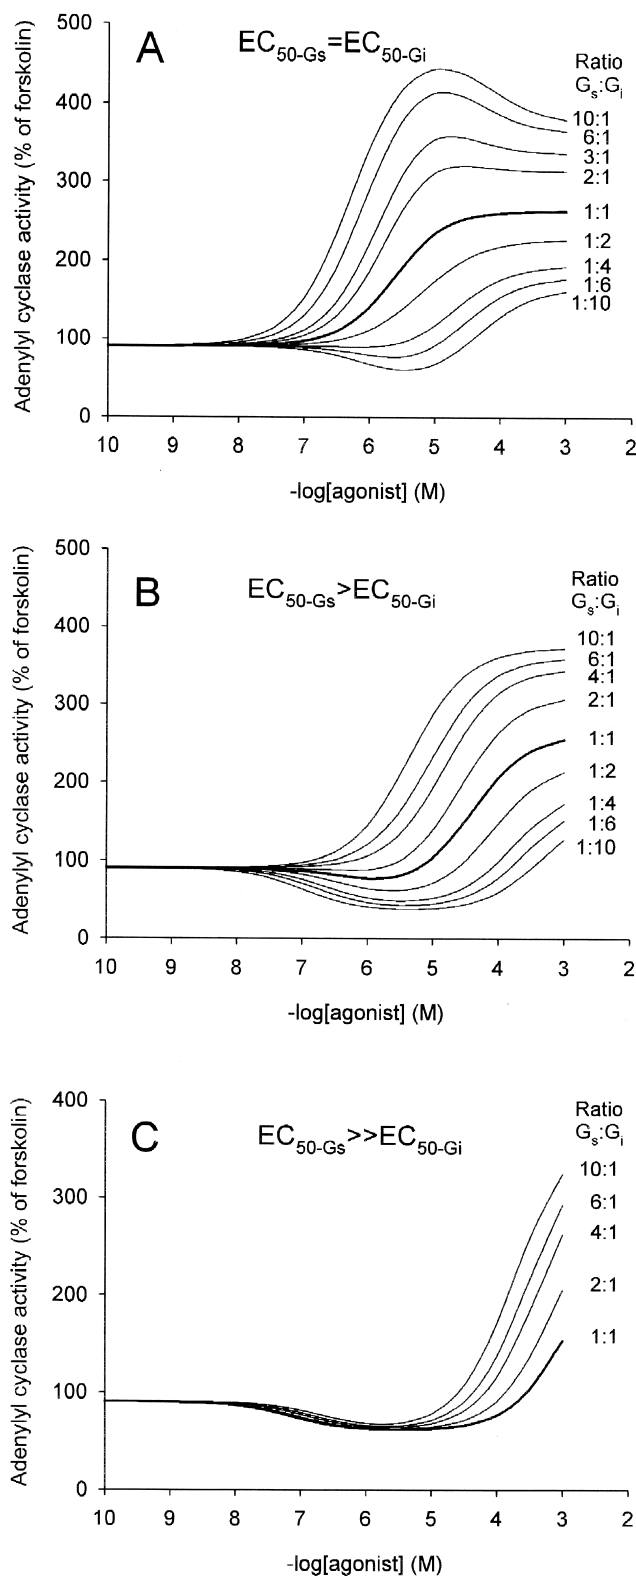 A
EC50-Gs=EC50-Gi
Ratio
Gs:Gi
Adenylyl cyclase activity (% of forskolin)
500
400
300
200
100
0
10:1
6:1
3:1
2:1
1:1
1:2
1:4
1:6
1:10
10 9 8 7 6 5 4 3 2
-log[agonist] (M)
B
EC50-Gs>EC50-Gi
Ratio
Gs:Gi
Adenylyl cyclase activity (% of forskolin)
500
400
300
200
100
0
10:1
6:1
4:1
2:1
1:1
1:2
1:4
1:6
1:10
10 9 8 7 6 5 4 3 2
-log[agonist] (M)
C
EC50-Gs>>EC50-Gi
Ratio
Gs:Gi
Adenylyl cyclase activity (% of forskolin)
400
300
200
100
0
10:1
6:1
4:1
2:1
1:1
10 9 8 7 6 5 4 3 2
-log[agonist] (M)